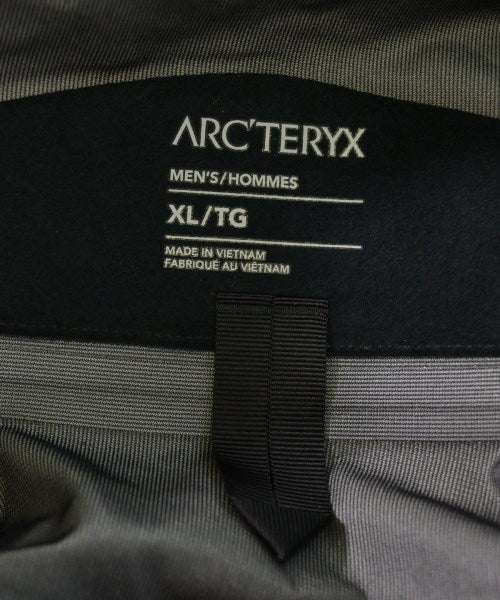 ARC'TERYX
MEN'S/HOMMES
XL/TG
MADE IN VIETNAM
FABRIQUÉ AU VIÊTNAM